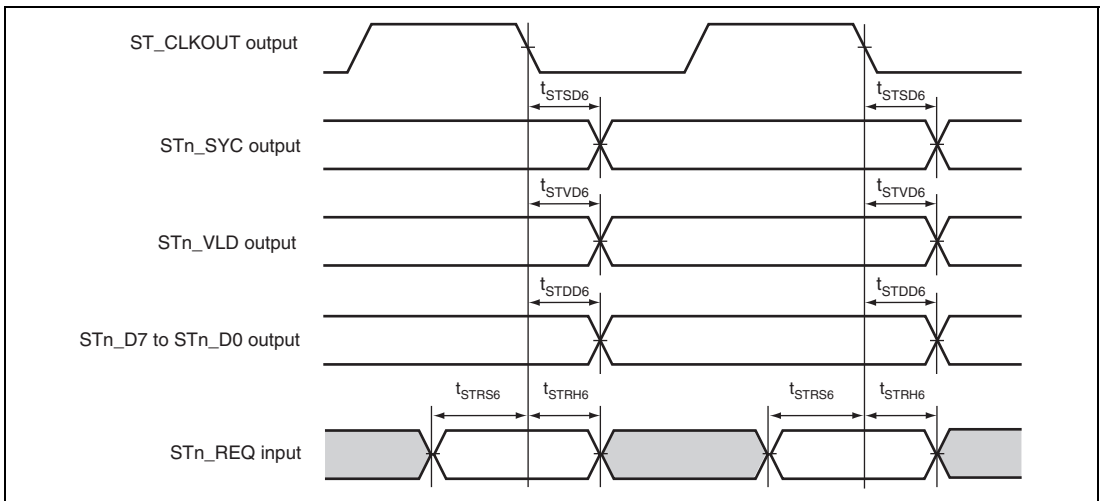 ST_CLKOUT output
tSTSD6 tSTSD6
STn_SYC output
tSTVD6 tSTVD6
STn_VLD output
tSTDD6 tSTDD6
STn_D7 to STn_D0 output
tSTRS6 tSTRH6 tSTRS6 tSTRH6
STn_REQ input